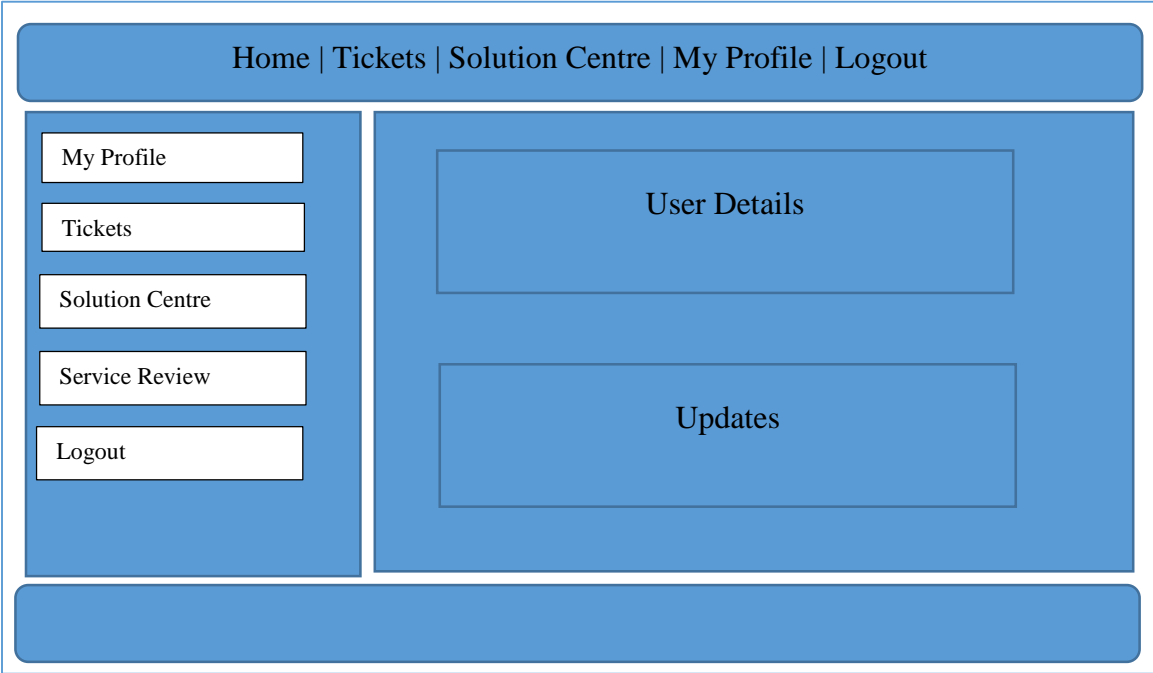 Home | Tickets | Solution Centre | My Profile | Logout
My Profile
Tickets
Solution Centre
Service Review
Logout
User Details
Updates